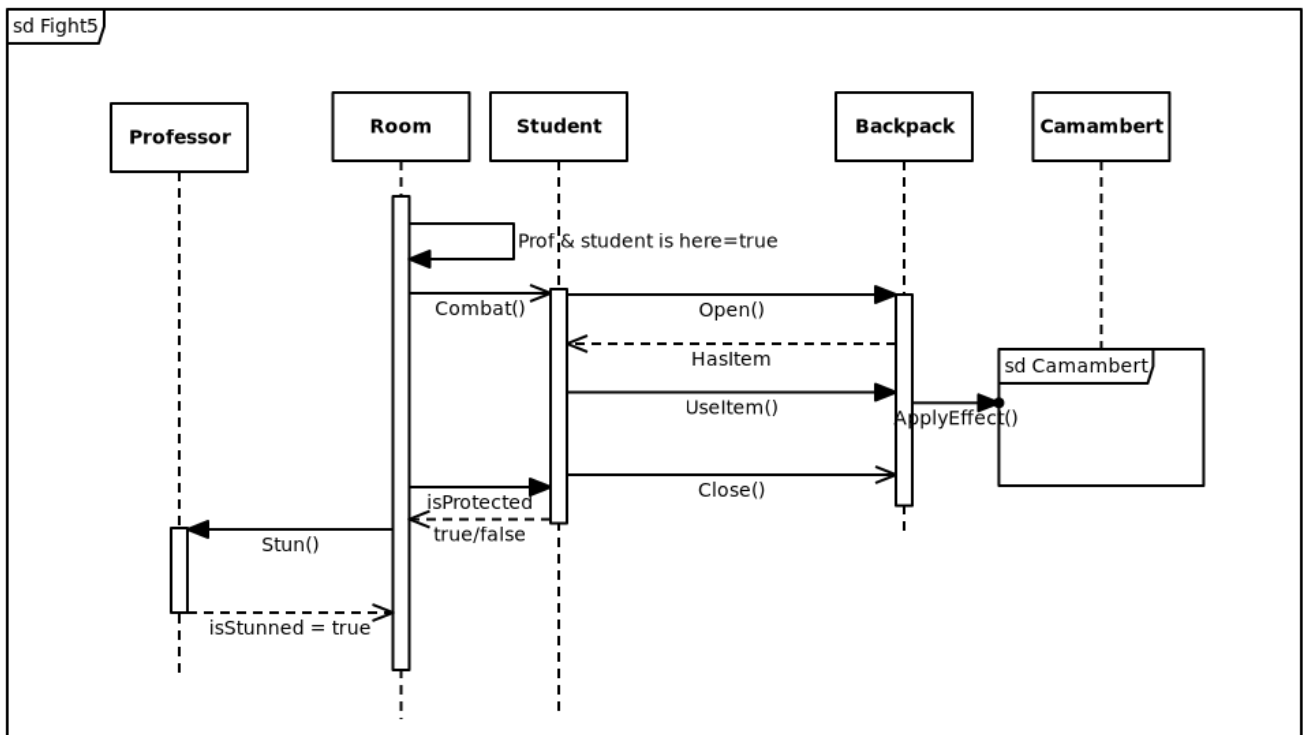 sd Fight5
Professor
Room
Student
Backpack
Camambert
Prof & student is here=true
Combat()
Open()
HasItem
sd Camambert
UseItem()
ApplyEffect()
Close()
isProtected
true/false
Stun()
isStunned = true